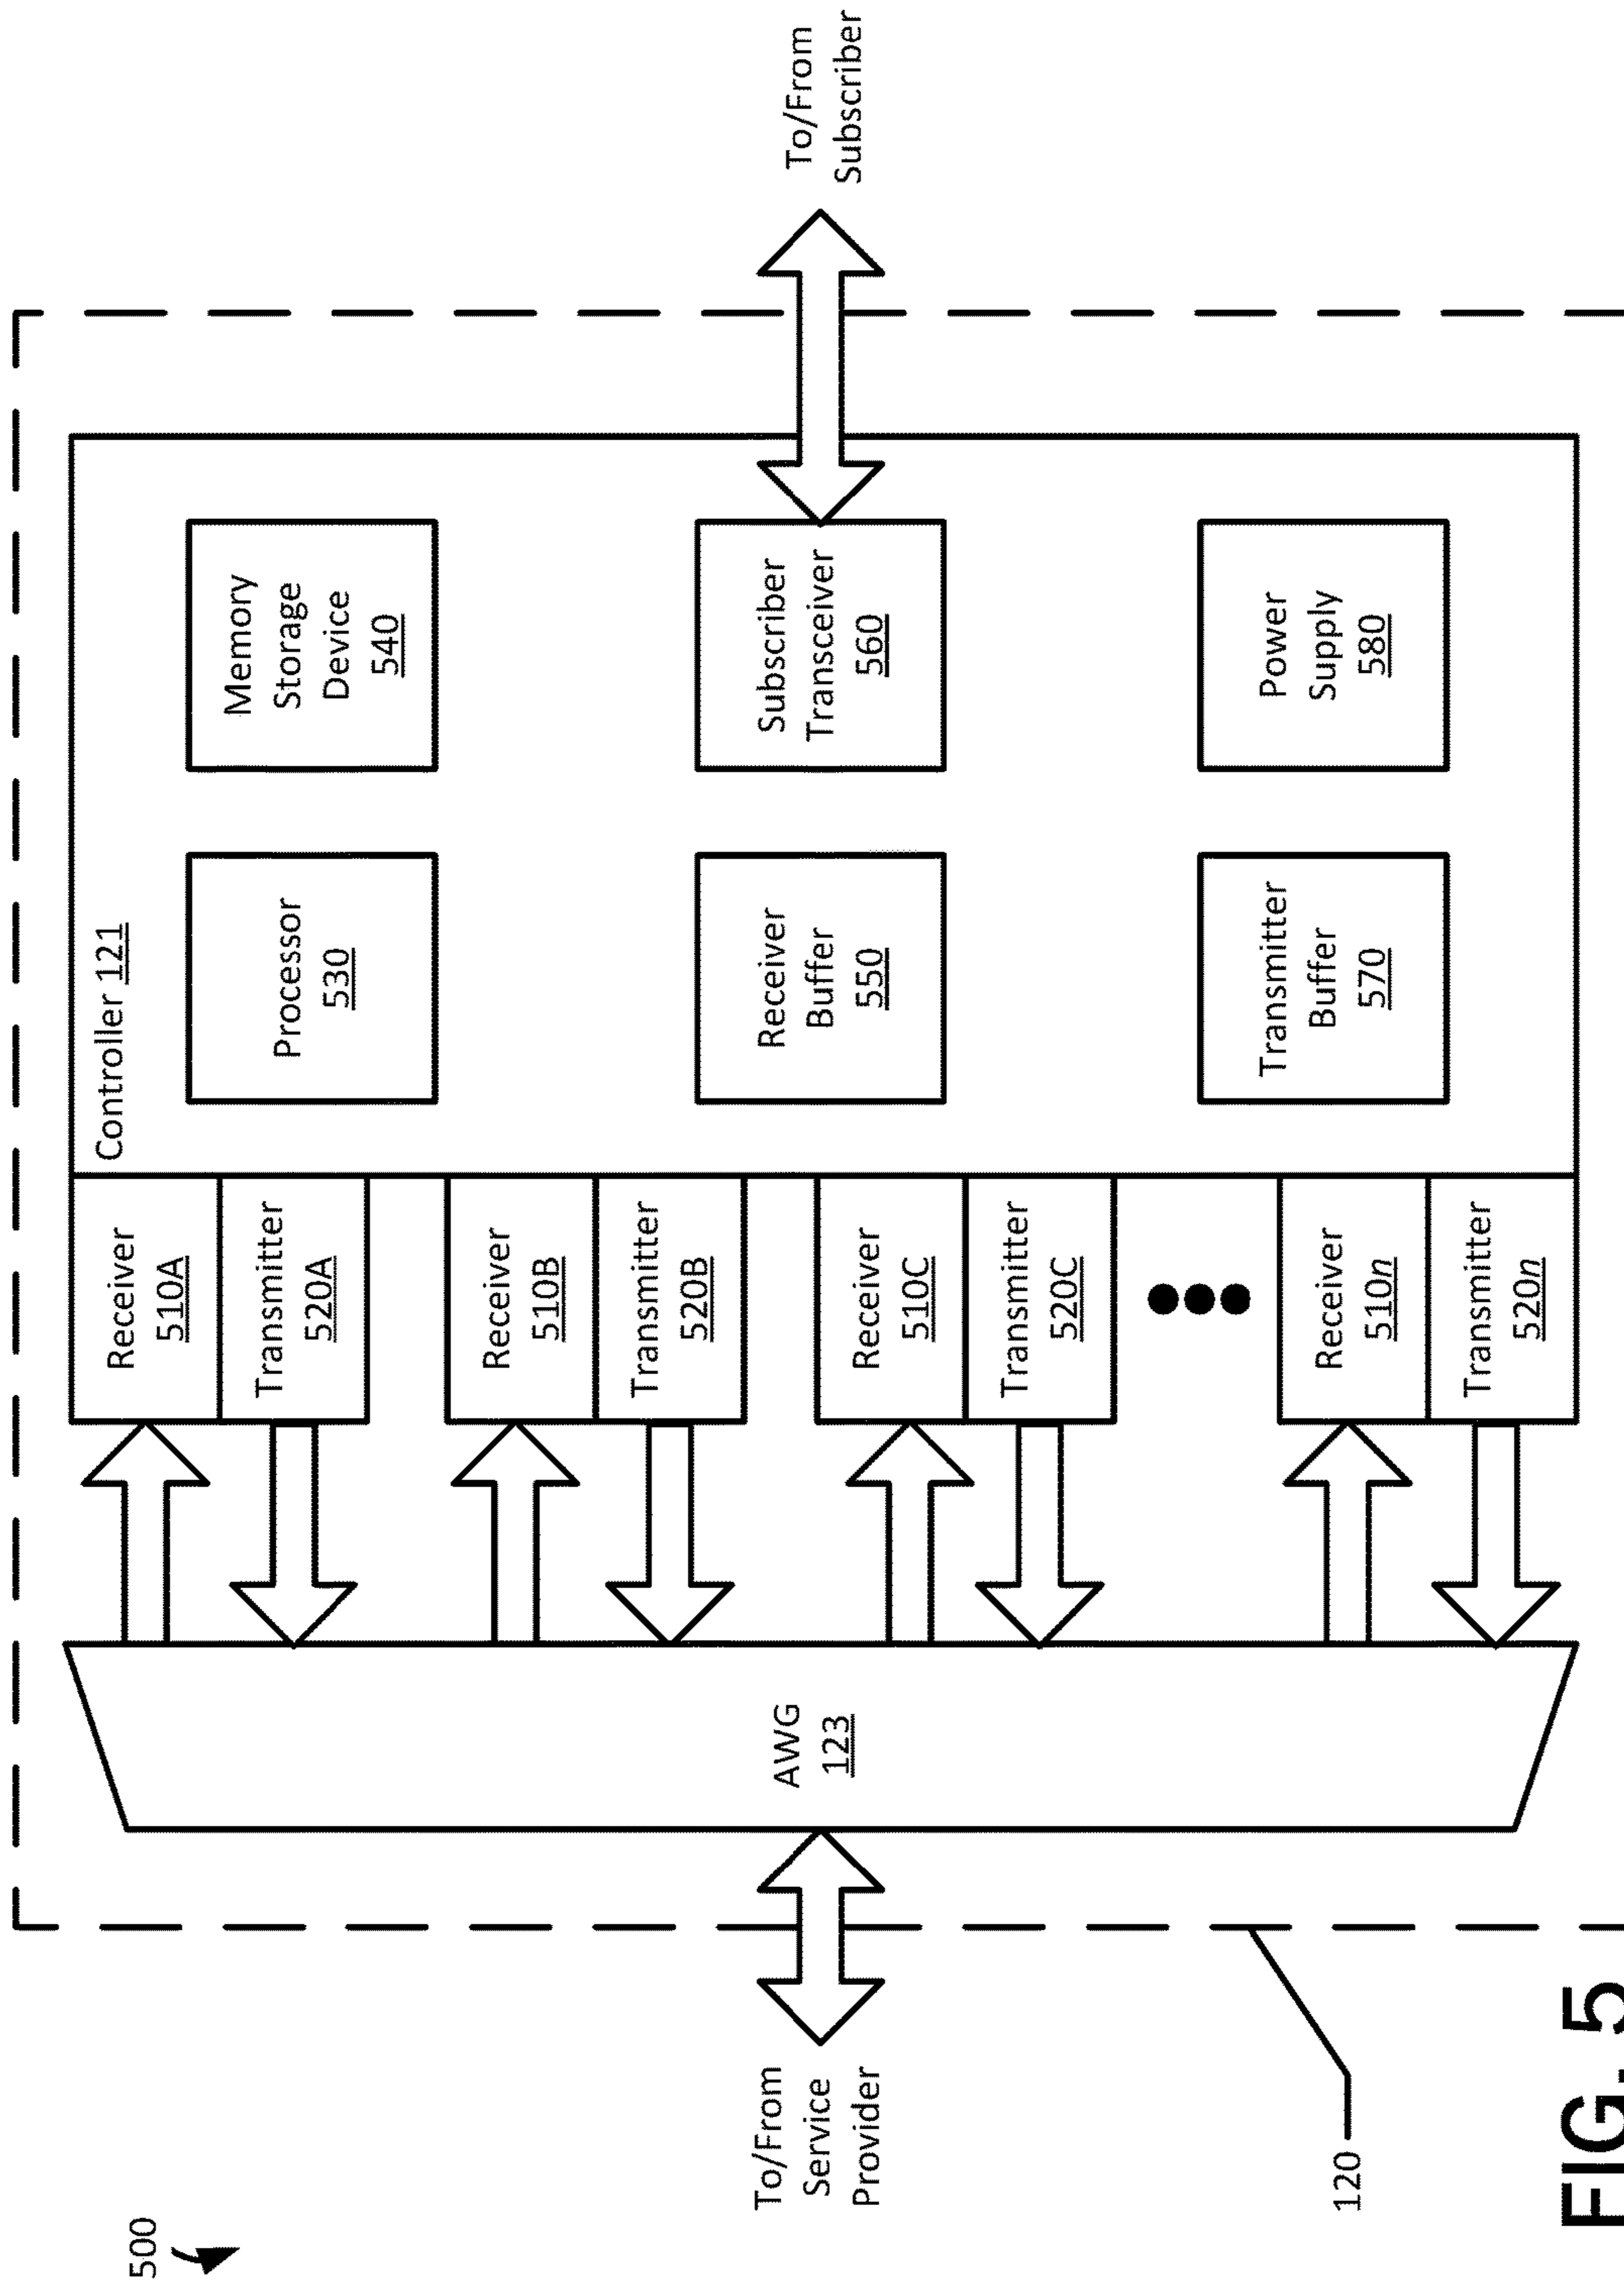 500
To/From
Service
Provider
120
AWG
123
Receiver
510A
Transmitter
520A
Receiver
510B
Transmitter
520B
Receiver
510C
Transmitter
520C
Receiver
510n
Transmitter
520n
Controller 121
Processor
530
Memory
Storage
Device
540
Receiver
Buffer
550
Subscriber
Transceiver
560
Transmitter
Buffer
570
Power
Supply
580
To/From
Subscriber
FIG. 5